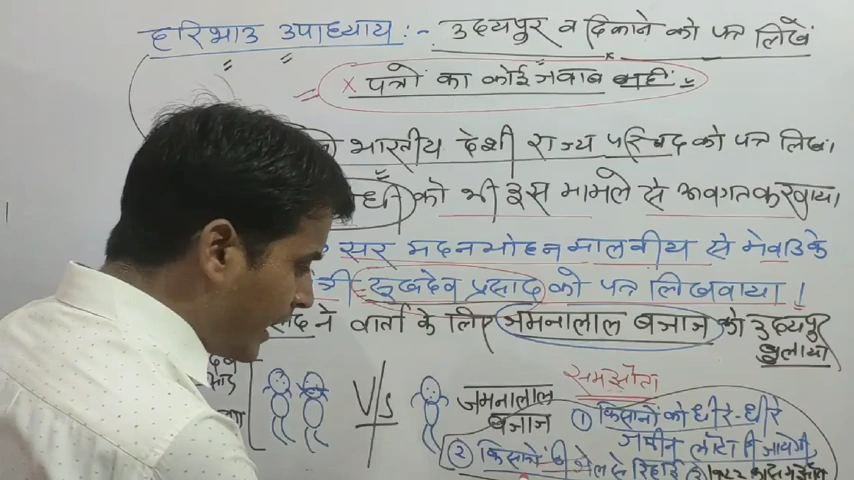 हरिभाउ उपाध्याय :- उदयपुर व ठिकाने को पत्र लिखें
x पत्रो का कोई जवाब नहीं
भारतीय देशी राज्य परिषद को पत्र लिखा।
को भी इस मामले से अवगत करवाया।
सर मदनमोहन मालवीय से मेवाड के
सुखदेव प्रसाद को पत्र लिखवाया।
ने वार्ता के लिए जमनालाल बजाज को उदयपुर
बुलाया
V/s
जमनालाल
बजाज
समझौता
① किसानों को धीरे-धीरे
जमीन लौटा दी जायेगी
② किसानों की जेल से रिहाई